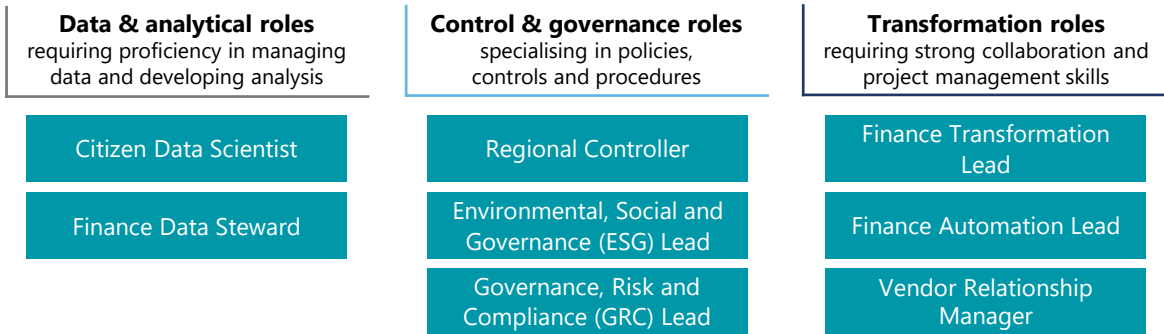 Data & analytical roles
requiring proficiency in managing
data and developing analysis
Citizen Data Scientist
Finance Data Steward
Control & governance roles
specialising in policies,
controls and procedures
Regional Controller
Environmental, Social and
Governance (ESG) Lead
Governance, Risk and
Compliance (GRC) Lead
Transformation roles
requiring strong collaboration and
project management skills
Finance Transformation
Lead
Finance Automation Lead
Vendor Relationship
Manager